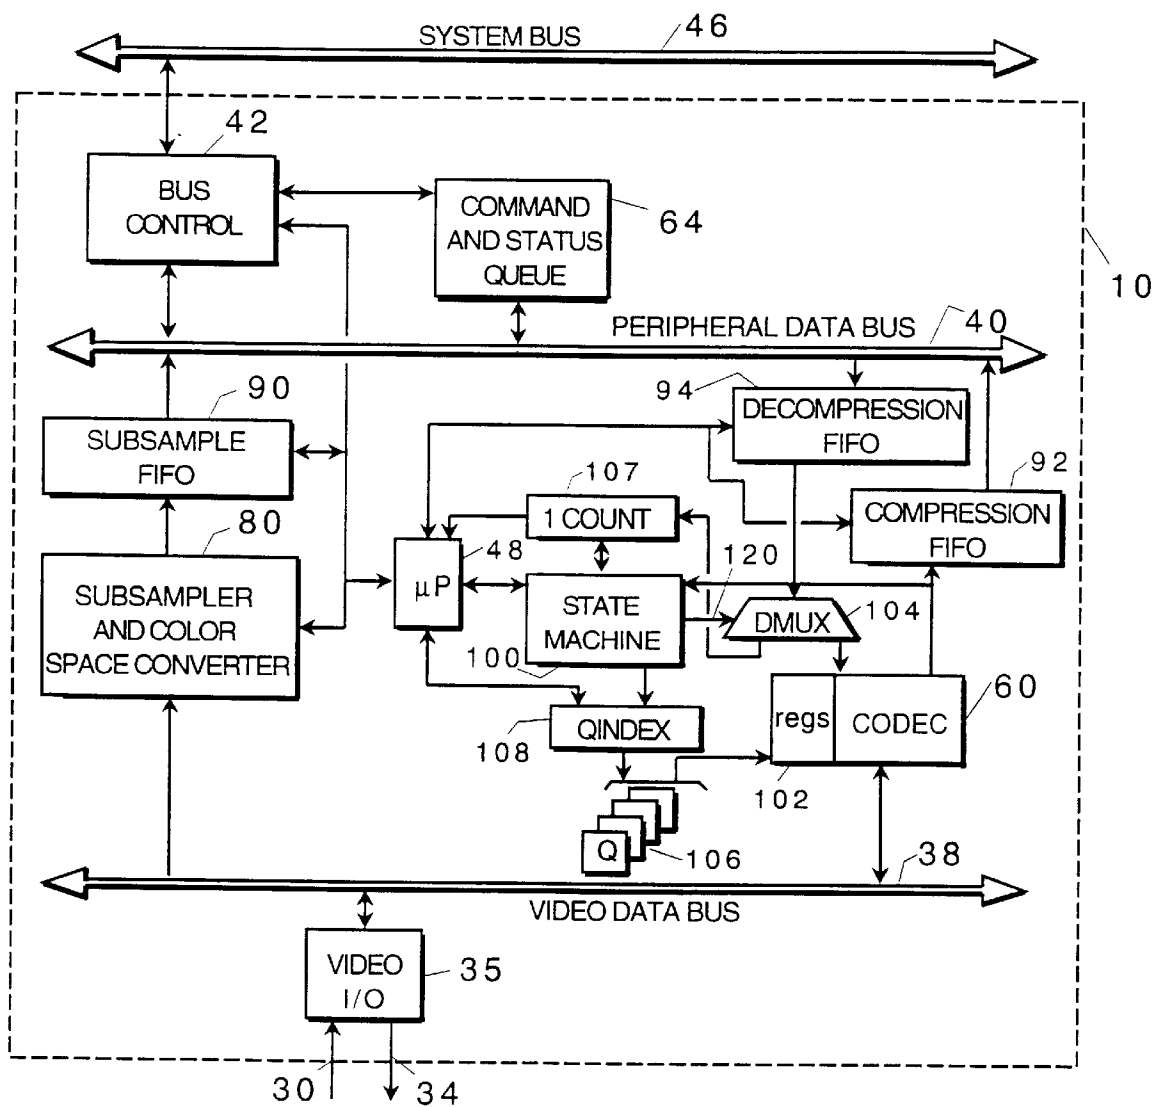 SYSTEM BUS
46
42
BUS
CONTROL
COMMAND
AND STATUS
QUEUE
64
10
PERIPHERAL DATA BUS
40
90
94
DECOMPRESSION
FIFO
SUBSAMPLE
FIFO
107
92
1 COUNT
COMPRESSION
FIFO
80
48
120
μP
SUBSAMPLER
AND COLOR
SPACE CONVERTER
STATE
MACHINE
100
DMUX
104
60
regs
CODEC
QINDEX
108
102
Q
106
38
VIDEO DATA BUS
VIDEO
I/O
35
30
34